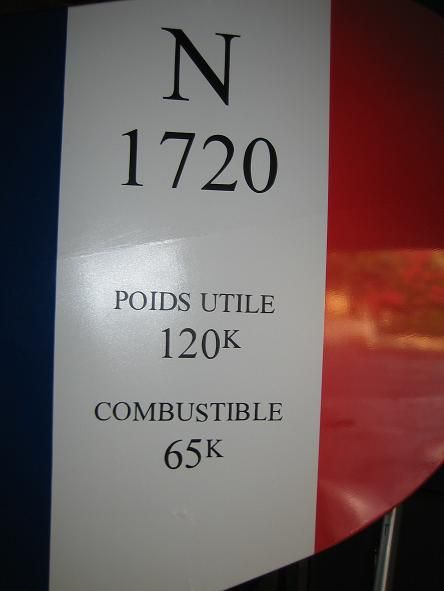 N
1720
POIDS UTILE
120K
COMBUSTIBLE
65K